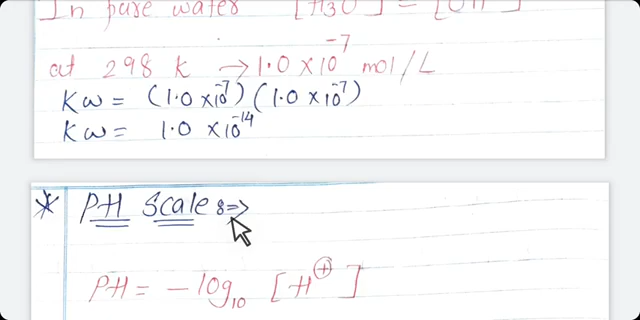 In pure water [H3O] = [OH]
at 298 k → 1.0 × 10⁻⁷ mol/L
Kw = (1.0 × 10⁻⁷) (1.0 × 10⁻⁷)
Kw = 1.0 × 10⁻¹⁴
* PH Scale :⇒
PH = - log₁₀ [H⁺]